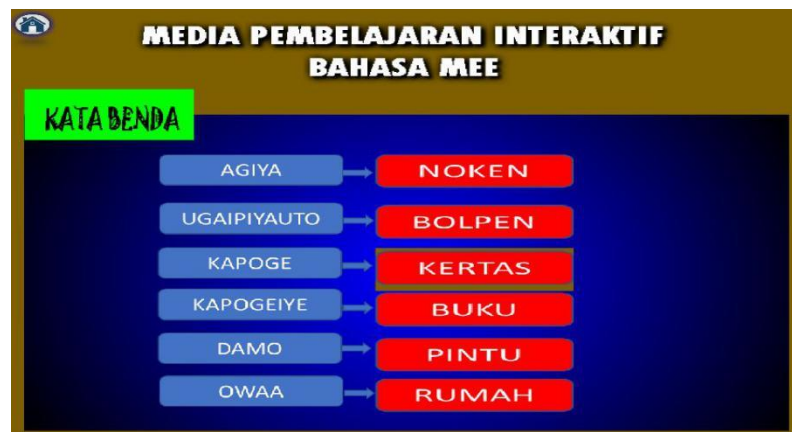 MEDIA PEMBELAJARAN INTERAKTIF
BAHASA MEE
KATA BENDA
AGIYA NOKEN
UGAIPIYAUTO BOLPEN
KAPOGE KERTAS
KAPOGEIYE BUKU
DAMO PINTU
OWAA RUMAH